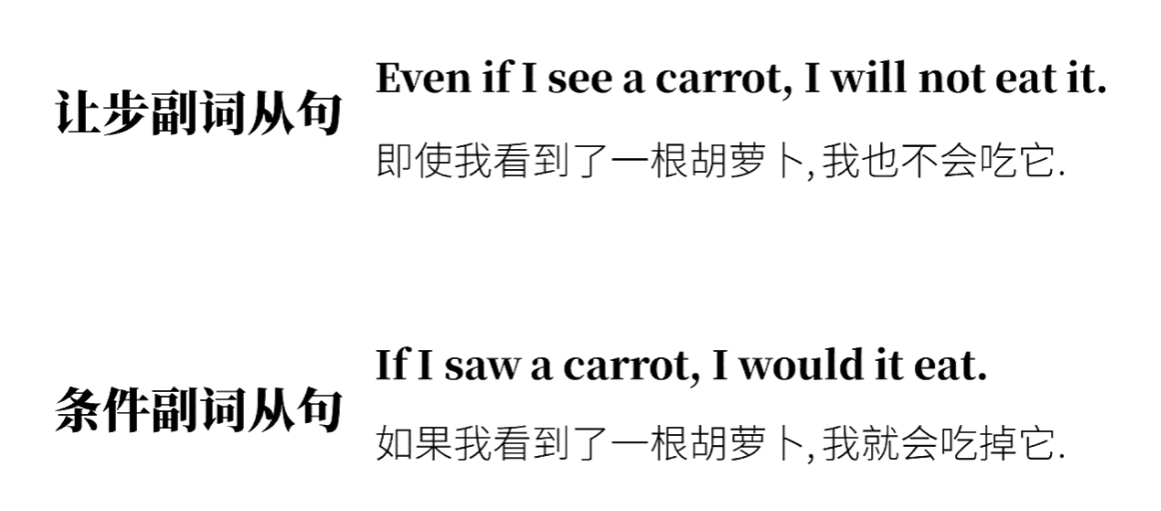 让步副词从句
Even if I see a carrot, I will not eat it.
即使我看到了一根胡萝卜,我也不会吃它.
条件副词从句
If I saw a carrot, I would it eat.
如果我看到了一根胡萝卜,我就会吃掉它.